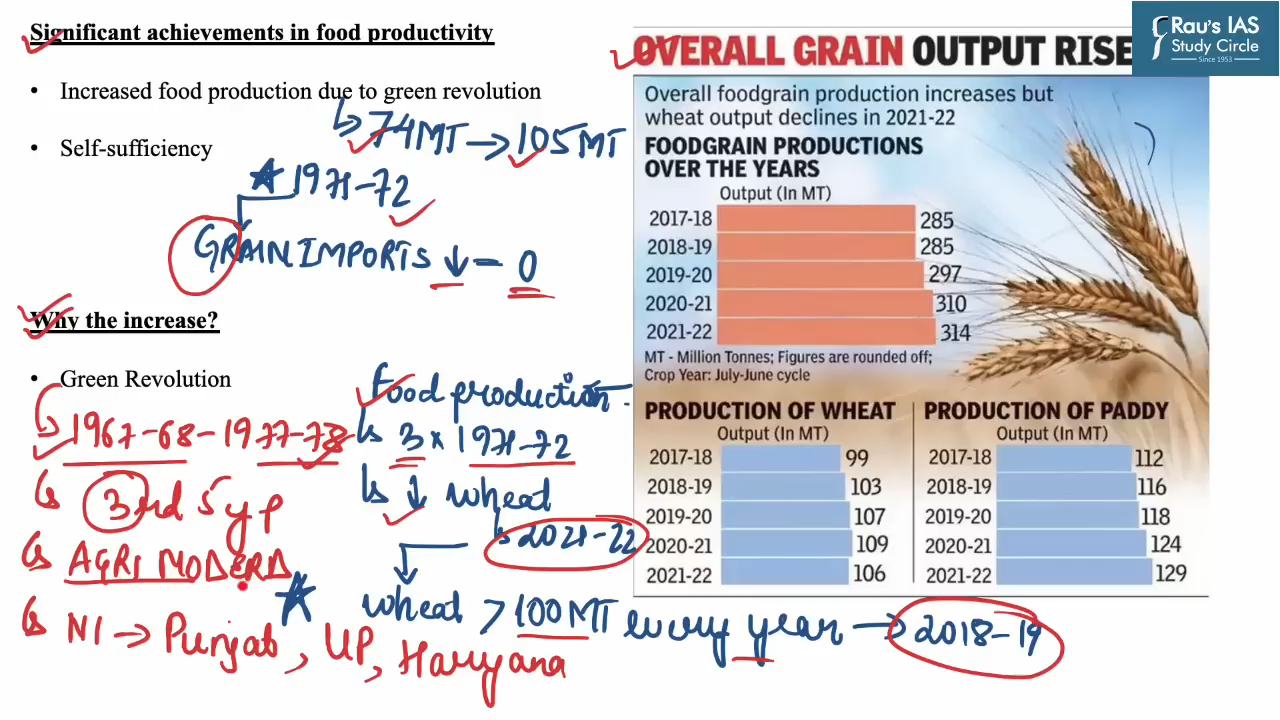 Significant achievements in food productivity
• Increased food production due to green revolution
↳ 74MT → 105 MT
• Self-sufficiency
★ 1971-72
GRAIN IMPORTS ↓ = 0
Why the increase?
• Green Revolution
↳ 1967-68-1977-78
↳ 3rd 5yp
↳ AGRI MODERN
↳ NI → Punjab, UP, Haryana
Food production
↳ 3 × 1971-72
↳ ↓ wheat
↳ 2021-22
★ wheat > 100MT every year → 2018-19
Rau's IAS
Study Circle
Since 1953
OVERALL GRAIN OUTPUT RISE
Overall foodgrain production increases but
wheat output declines in 2021-22
FOODGRAIN PRODUCTIONS
OVER THE YEARS
Output (In MT)
2017-18 285
2018-19 285
2019-20 297
2020-21 310
2021-22 314
MT - Million Tonnes; Figures are rounded off;
Crop Year: July-June cycle
PRODUCTION OF WHEAT
Output (In MT)
2017-18 99
2018-19 103
2019-20 107
2020-21 109
2021-22 106
PRODUCTION OF PADDY
Output (In MT)
2017-18 112
2018-19 116
2019-20 118
2020-21 124
2021-22 129